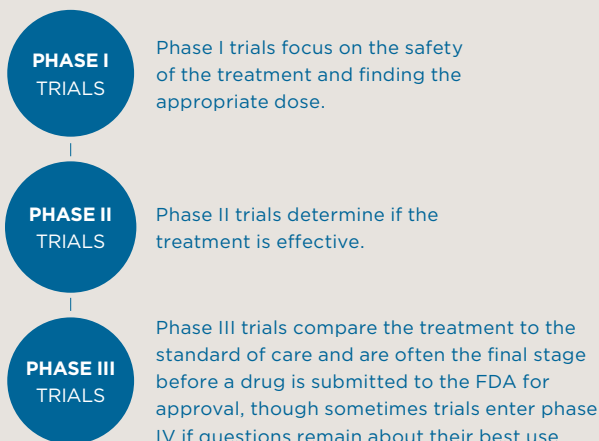 PHASE I
TRIALS
Phase I trials focus on the safety
of the treatment and finding the
appropriate dose.
PHASE II
TRIALS
Phase II trials determine if the
treatment is effective.
PHASE III
TRIALS
Phase III trials compare the treatment to the
standard of care and are often the final stage
before a drug is submitted to the FDA for
approval, though sometimes trials enter phase
IV if questions remain about their best use